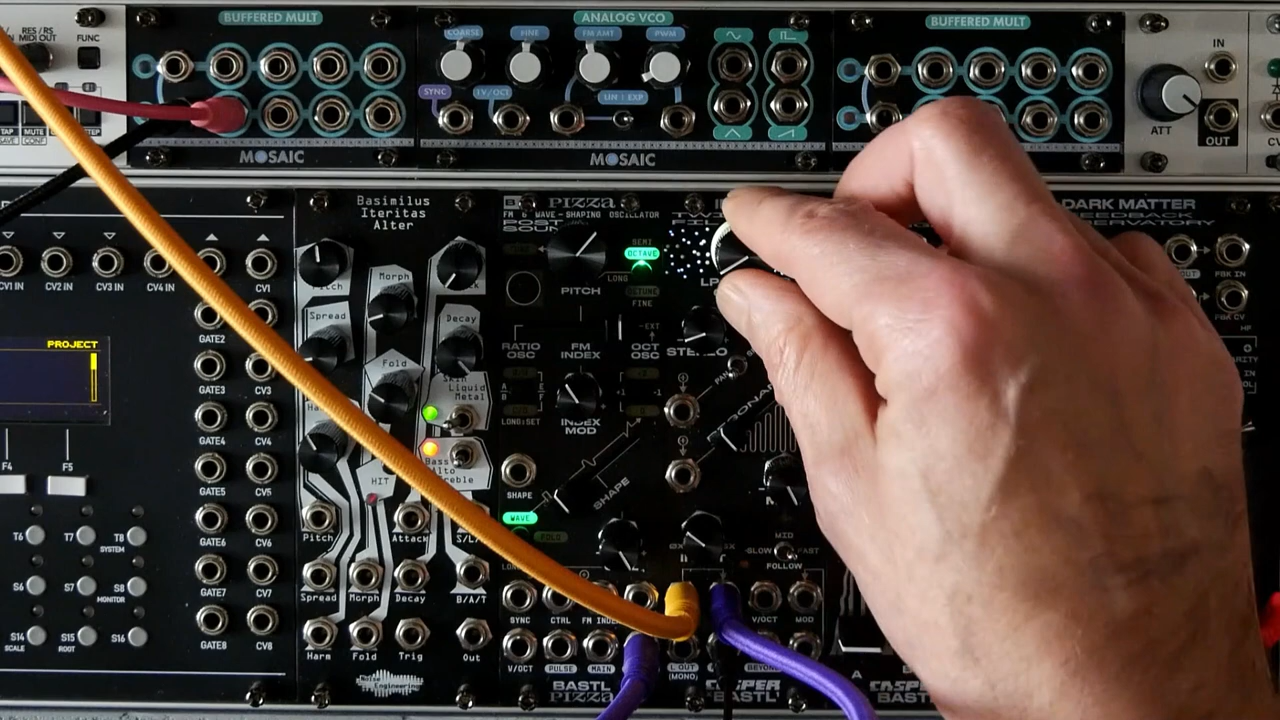 RES/RS
MIDI OUT
FUNC
TAP
MUTE
STEP
CONF
BUFFERED MULT
MOSAIC
ANALOG VCO
COARSE
FINE
FM AMT
PWM
SYNC
1V/OCT
LIN | EXP
MOSAIC
BUFFERED MULT
ATT
IN
OUT
CV1 IN
CV2 IN
CV3 IN
CV4 IN
CV1
GATE2
GATE3
CV3
GATE4
CV4
GATE5
CV5
GATE6
CV6
GATE7
CV7
GATE8
CV8
PROJECT
F4
F5
T6
T7
T8
SYSTEM
S6
S7
S8
MONITOR
S14
S15
S16
SCALE
ROOT
Basimilus
Iteritas
Alter
Pitch
Morph
Spread
Decay
Fold
Skin
Liquid
Metal
Bass
Alto
Treble
HIT
Pitch
Attack
Spread
Morph
Decay
B/A/T
Harm
Fold
Trig
Out
PIZZA
FM & WAVE-SHAPING OSCILLATOR
SEMI
OCTAVE
LONG
FINE
PITCH
RATIO
OSC
FM
INDEX
OCT
OSC
-EXT
LONG:SET
INDEX
MOD
SHAPE
SHAPE
WAVE
SYNC
CTRL
FM INDEX
V/OCT
PULSE
MAIN
BASTL
PIZZA
STEREO
PAN
MID
SLOW
FAST
FOLLOW
V/OCT
MOD
L OUT
(MONO)
CASPER
BASTL
DARK MATTER
FEEDBACK
FBK IN
FBK CV